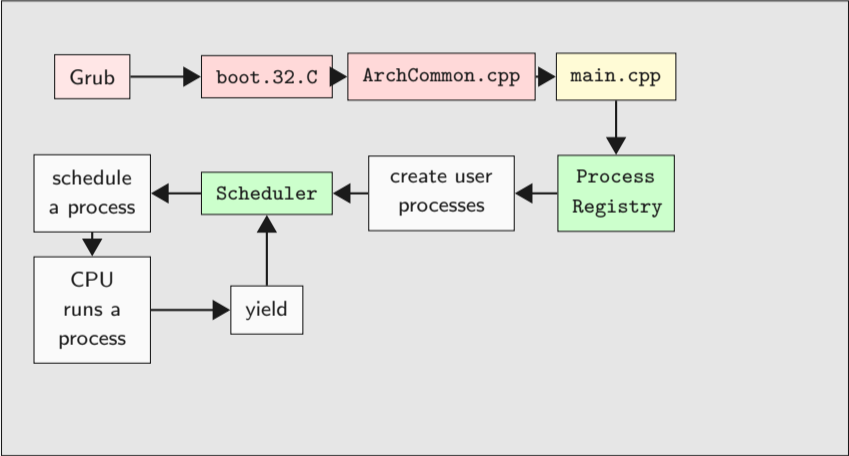 Grub
boot.32.C
ArchCommon.cpp
main.cpp
schedule
a process
Scheduler
create user
processes
Process
Registry
CPU
runs a
process
yield